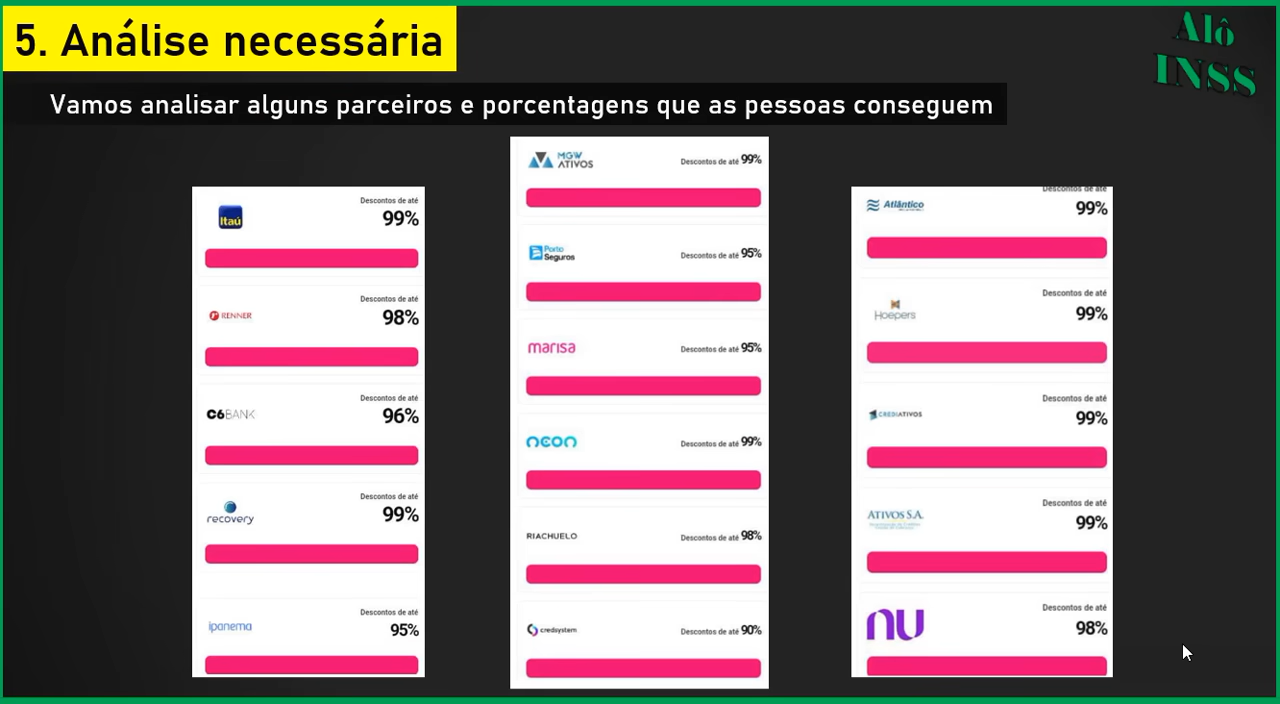 5. Análise necessária
Alô
INSS
Vamos analisar alguns parceiros e porcentagens que as pessoas conseguem
Itaú
Descontos de até
99%
RENNER
Descontos de até
98%
C6BANK
Descontos de até
96%
recovery
Descontos de até
99%
ipanema
Descontos de até
95%
MGW
ATIVOS
Descontos de até 99%
Porto
Seguros
Descontos de até 95%
marisa
Descontos de até 95%
neon
Descontos de até 99%
RIACHUELO
Descontos de até 98%
credsystem
Descontos de até 90%
Descontos de até
Atlântico
99%
Descontos de até
Hoepers
99%
Descontos de até
CREDIATIVOS
99%
Descontos de até
ATIVOS S.A.
99%
Descontos de até
nu
98%